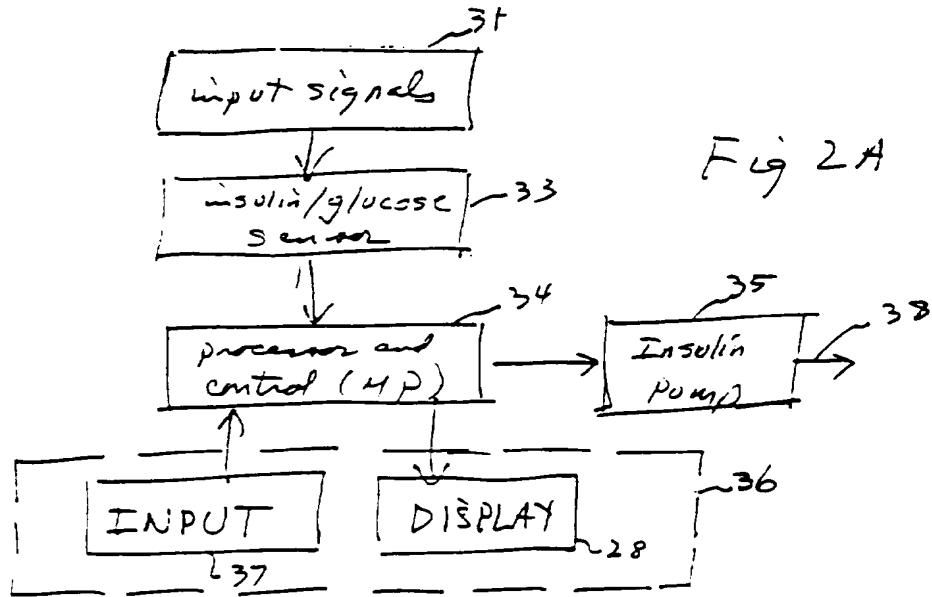 31
input signals
Fig 2A
insulin/glucose
sensor
33
34
processor and
control (MP)
35
Insulin
Pump
38
36
INPUT
37
DISPLAY
28